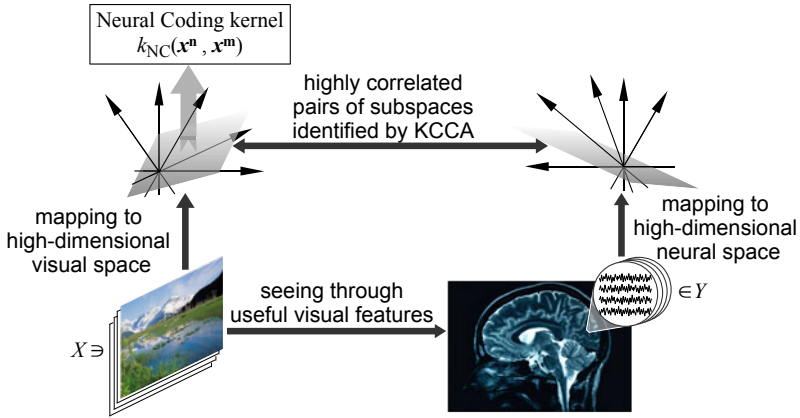 Neural Coding kernel
k_NC(xⁿ , xᵐ)
highly correlated
pairs of subspaces
identified by KCCA
mapping to
high-dimensional
visual space
mapping to
high-dimensional
neural space
seeing through
useful visual features
X ∋
∈ Y